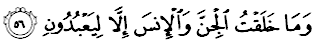 وَمَا خَلَقْتُ الْجِنَّ وَالْإِنسَ إِلَّا لِيَعْبُدُونِ ﴿٥٦﴾